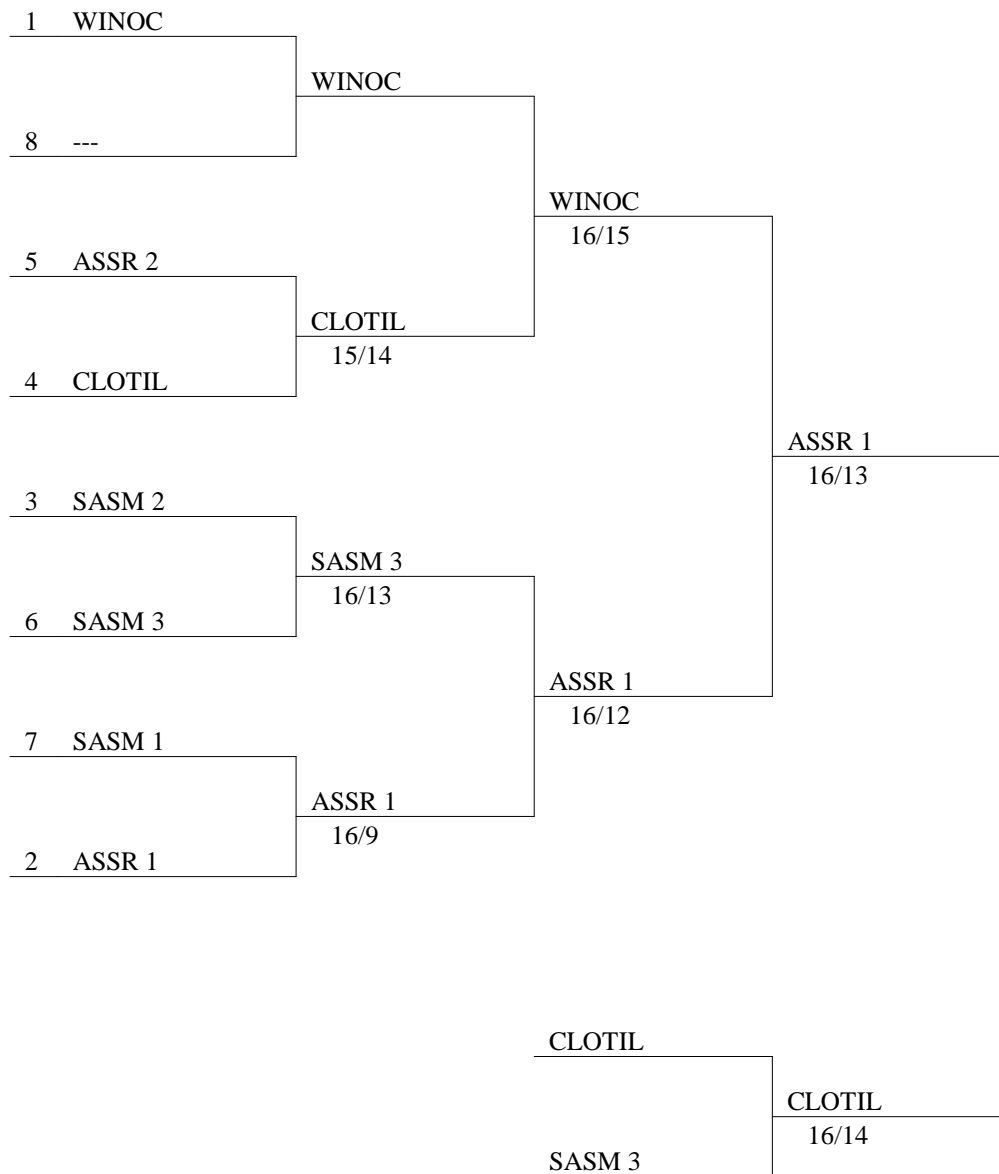 1 WINOC
WINOC
8 ---
WINOC
16/15
5 ASSR 2
CLOTIL
15/14
4 CLOTIL
ASSR 1
16/13
3 SASM 2
SASM 3
16/13
6 SASM 3
ASSR 1
16/12
7 SASM 1
ASSR 1
16/9
2 ASSR 1
CLOTIL
CLOTIL
16/14
SASM 3